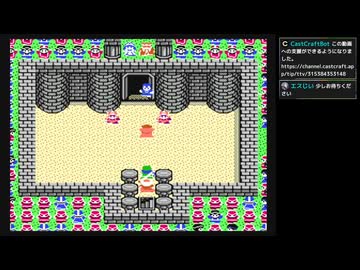 CastCraftBot この動画
への支援ができるようになりま
した。
https://channel.castcraft.ap
p/tip/ttv/315384353148
エスじい 少しお待ちくだ
さい